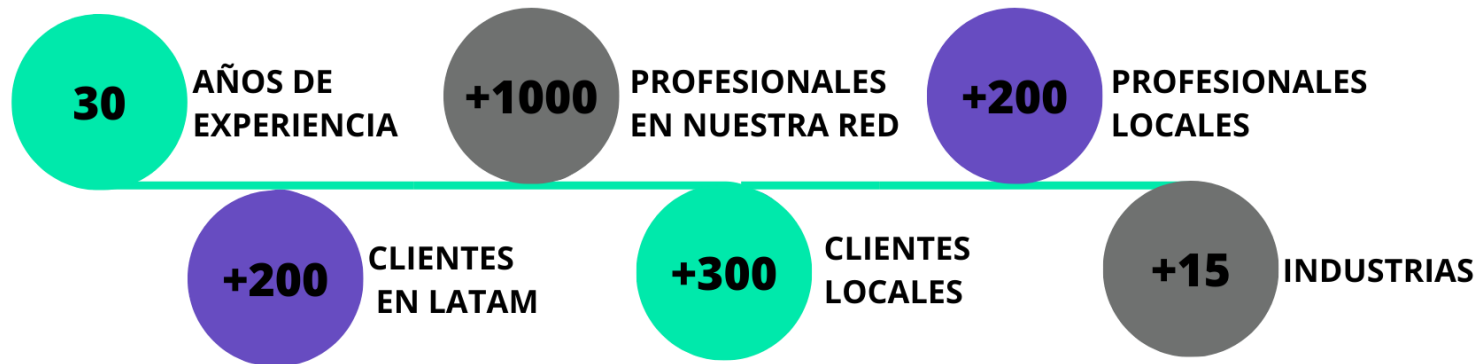 30
AÑOS DE
EXPERIENCIA
+1000
PROFESIONALES
EN NUESTRA RED
+200
PROFESIONALES
LOCALES
+200
CLIENTES
EN LATAM
+300
CLIENTES
LOCALES
+15
INDUSTRIAS